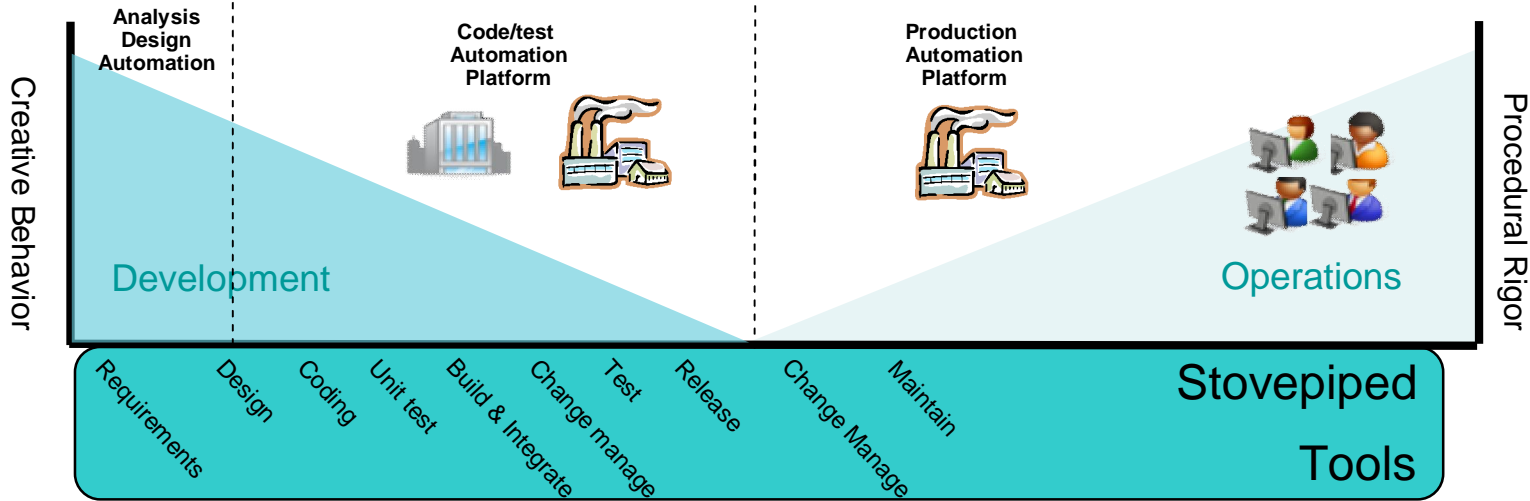 Analysis
Design
Automation
Code/test
Automation
Platform
Production
Automation
Platform
Creative Behavior
Procedural Rigor
Development
Operations
Requirements
Design
Coding
Unit test
Build & Integrate
Change manage
Test
Release
Change Manage
Maintain
Stovepiped
Tools